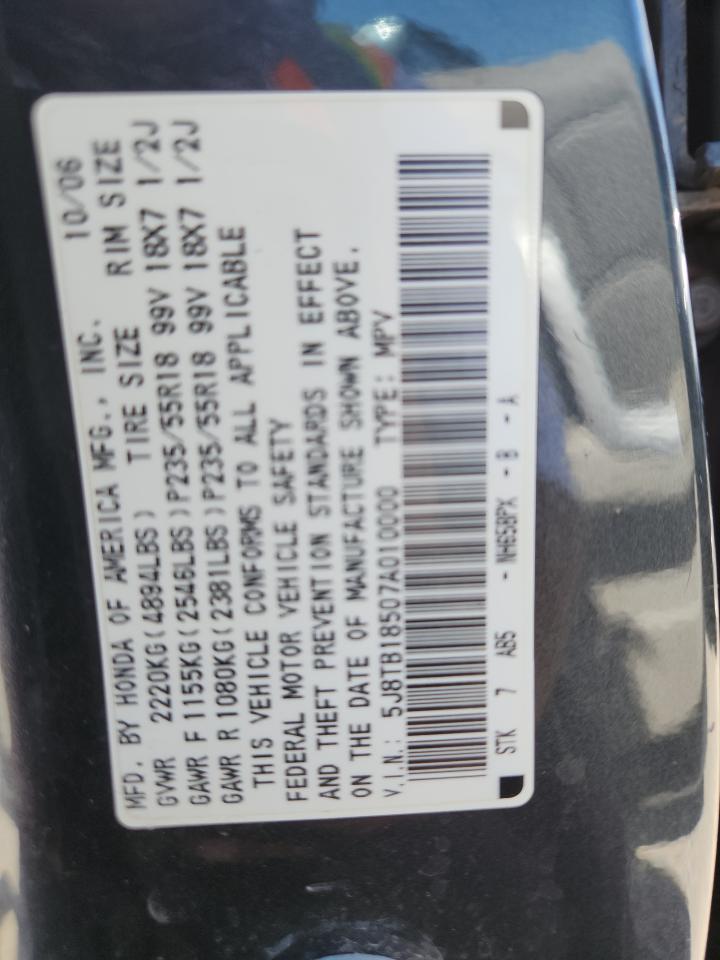 MFD. BY HONDA OF AMERICA MFG., INC. 10/06
GVWR 2220KG(4894LBS) TIRE SIZE RIM SIZE
GAWR F 1155KG(2546LBS)P235/55R18 99V 18X7 1/2J
GAWR R 1080KG(2381LBS)P235/55R18 99V 18X7 1/2J
THIS VEHICLE CONFORMS TO ALL APPLICABLE
FEDERAL MOTOR VEHICLE SAFETY
AND THEFT PREVENTION STANDARDS IN EFFECT
ON THE DATE OF MANUFACTURE SHOWN ABOVE.
V.I.N.: 5J8TB18507A010000 TYPE: MPV
STK 7 AB5 - NH658PX - B - A